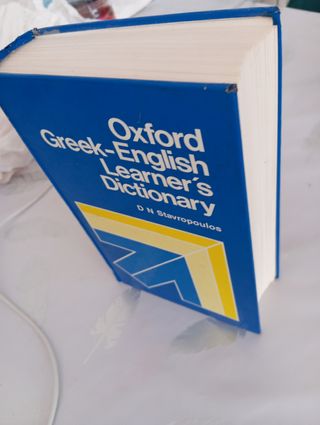 Oxford
Greek-English
Learner's
Dictionary
D N Stavropoulos